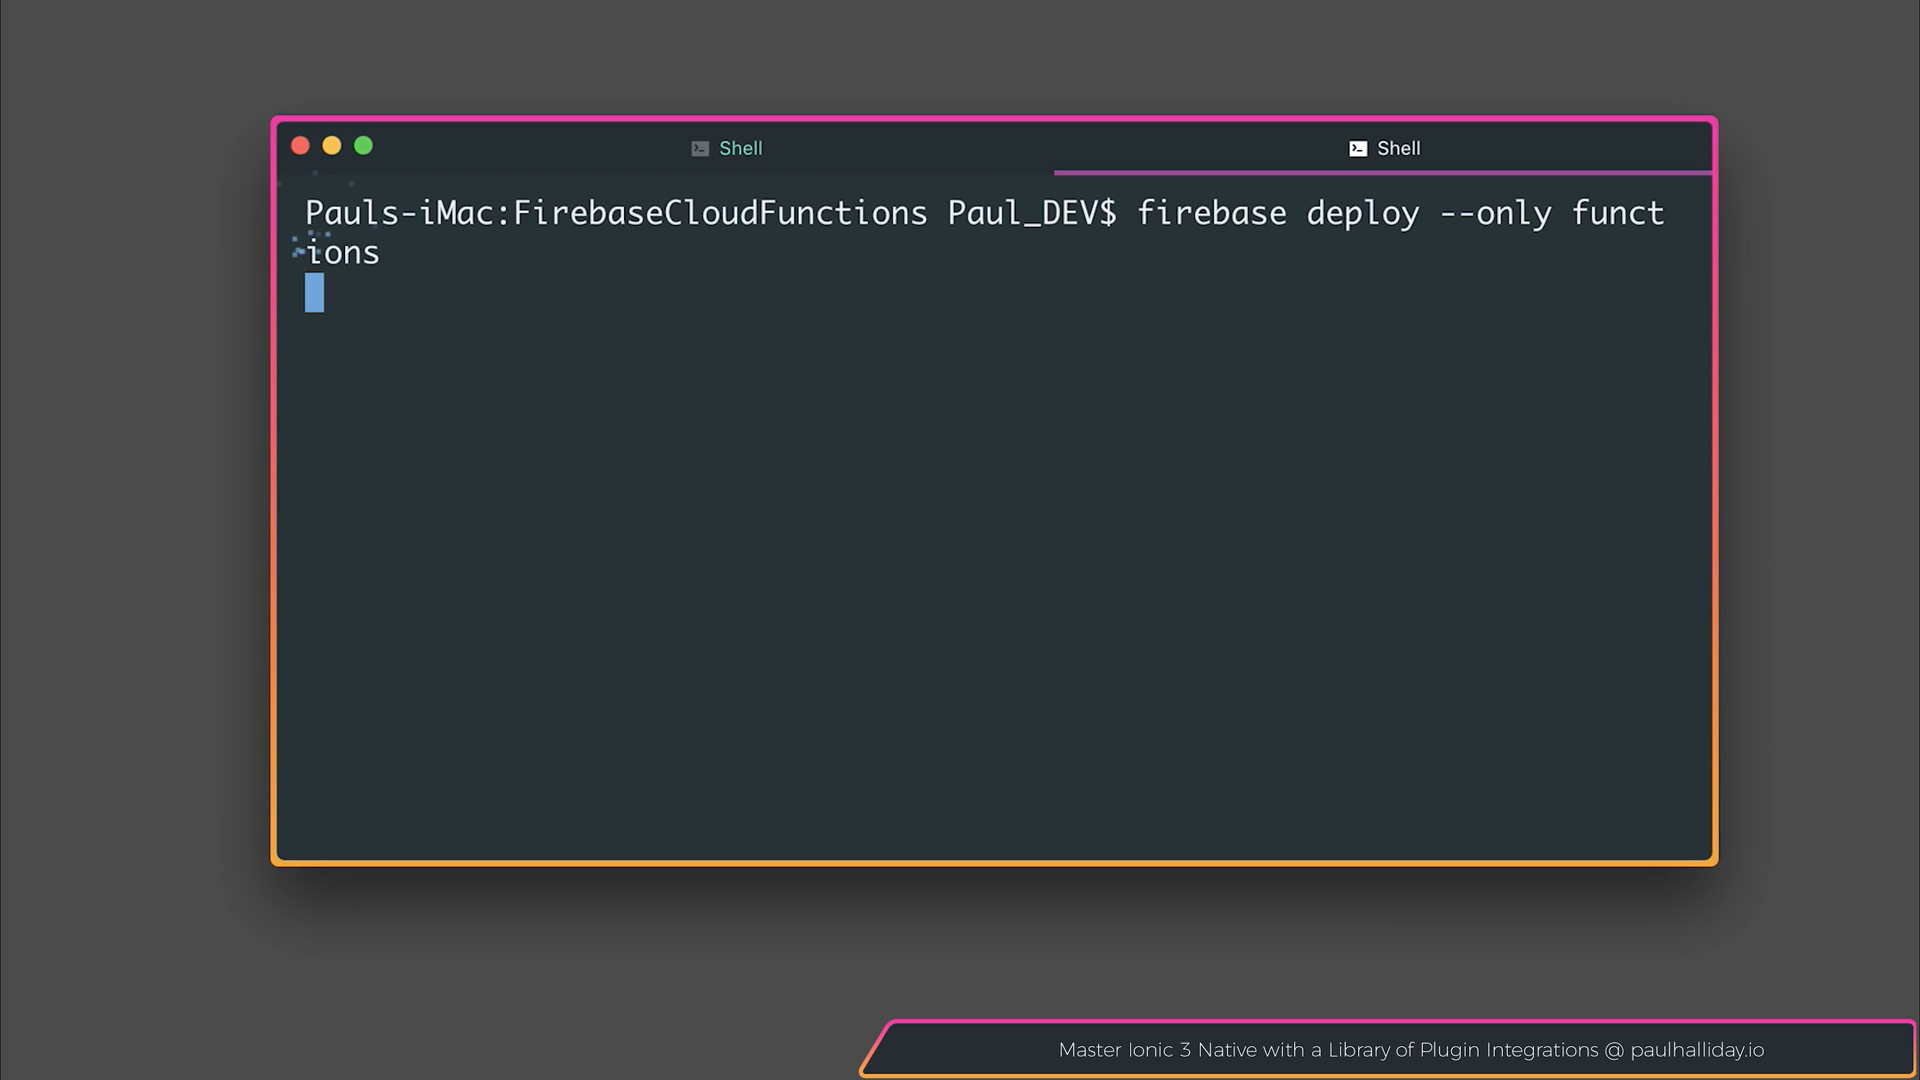 Shell
Shell
Pauls-iMac:FirebaseCloudFunctions Paul_DEV$ firebase deploy --only funct
ions
Master Ionic 3 Native with a Library of Plugin Integrations @ paulhalliday.io